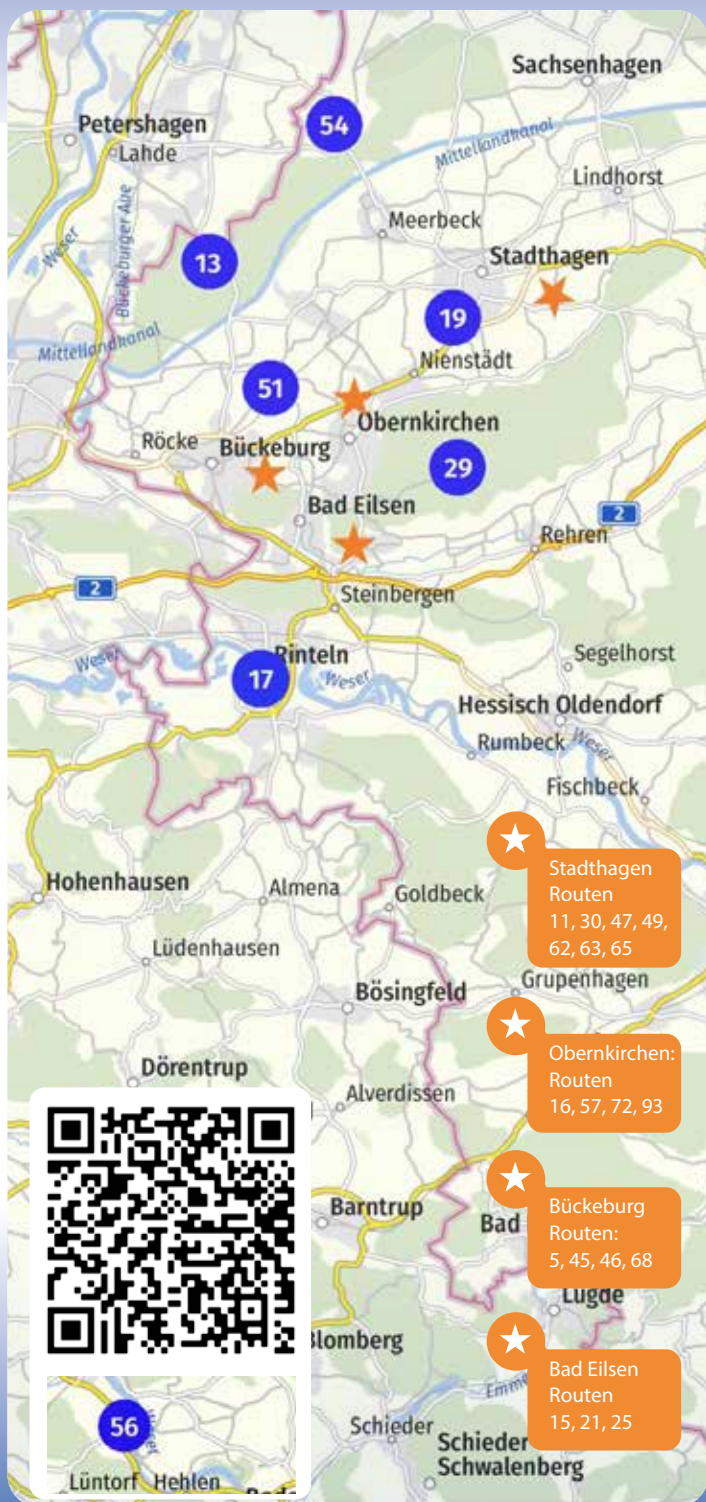 Sachsenhagen
54
Petershagen
Lahde
Mittellandkanal
Lindhorst
Bückeburger Aue
Meerbeck
Weser
Stadthagen
13
19
Mittellandkanal
Nienstädt
51
Obernkirchen
Röcke
Bückeburg
29
Bad Eilsen
2
Rehren
2
Steinbergen
Weser
Rinteln
Segelhorst
17
Weser
Hessisch Oldendorf
Weser
Rumbeck
Fischbeck
Hohenhausen
Almena
Goldbeck
Stadthagen
Routen
11, 30, 47, 49,
62, 63, 65
Lüdenhausen
Grupenhagen
Bösingfeld
Obernkirchen:
Routen
16, 57, 72, 93
Dörentrup
Alverdissen
Barntrup
Bad
Bückeburg
Routen:
5, 45, 46, 68
Lügde
Blomberg
Bad Eilsen
Routen
15, 21, 25
56
Schieder
Schieder
Schwalenberg
Lüntorf Hehlen